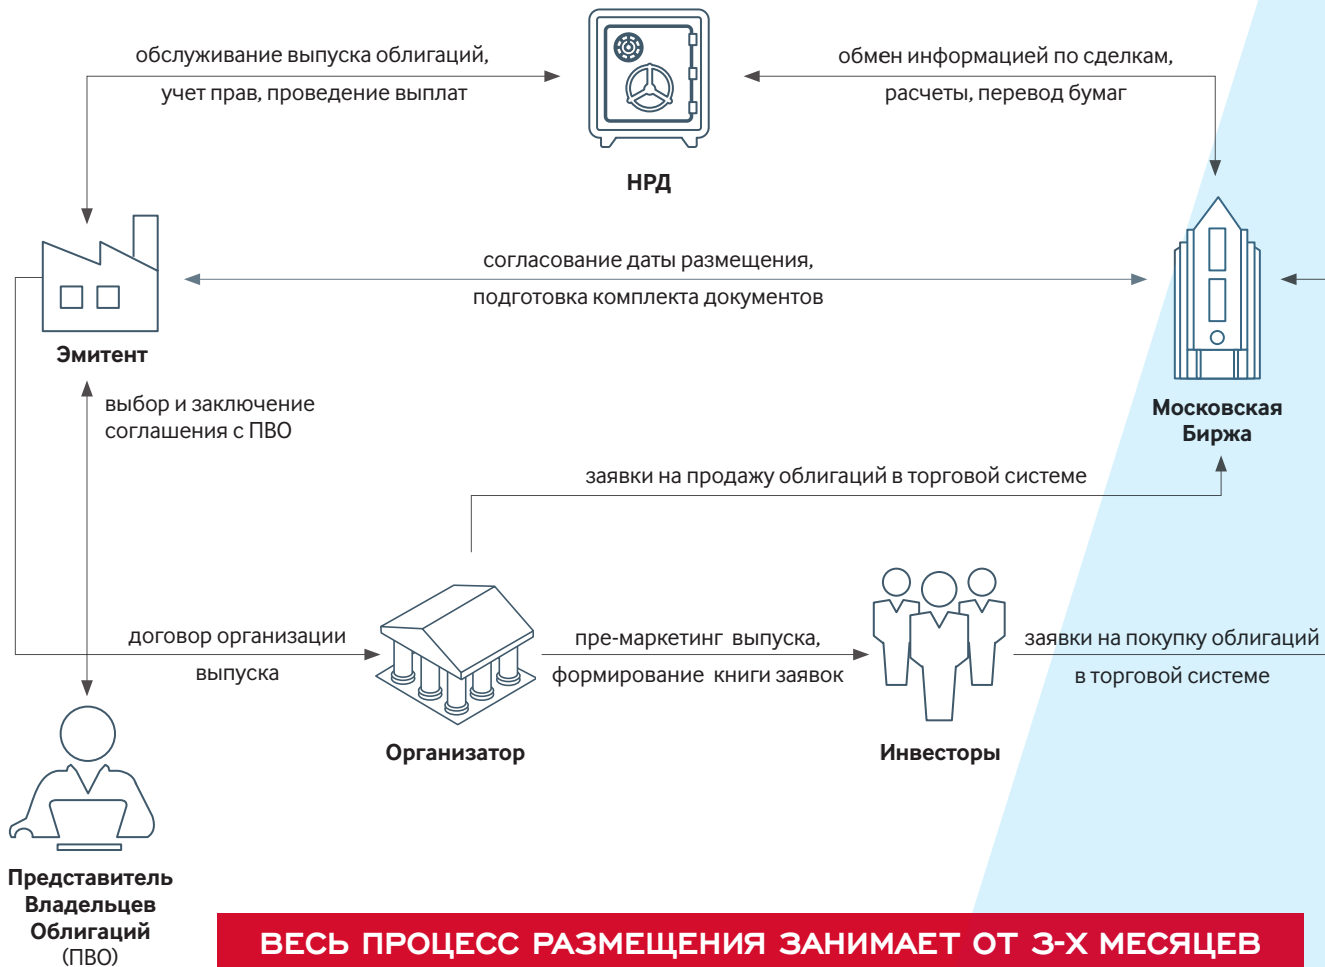 обслуживание выпуска облигаций,
учет прав, проведение выплат
обмен информацией по сделкам,
расчеты, перевод бумаг
НРД
согласование даты размещения,
подготовка комплекта документов
Эмитент
выбор и заключение
соглашения с ПВО
Московская
Биржа
заявки на продажу облигаций в торговой системе
договор организации
выпуска
пре-маркетинг выпуска,
формирование книги заявок
заявки на покупку облигаций
в торговой системе
Организатор
Инвесторы
Представитель
Владельцев
Облигаций
(ПВО)
ВЕСЬ ПРОЦЕСС РАЗМЕЩЕНИЯ ЗАНИМАЕТ ОТ 3-Х МЕСЯЦЕВ